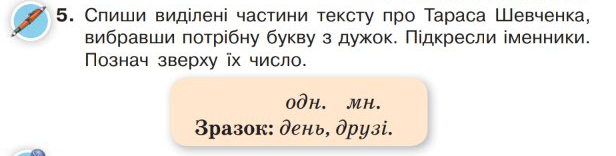 5. Спиши виділені частини тексту про Тараса Шевченка,
вибравши потрібну букву з дужок. Підкресли іменники.
Познач зверху їх число.
одн. мн.
Зразок: день, друзі.